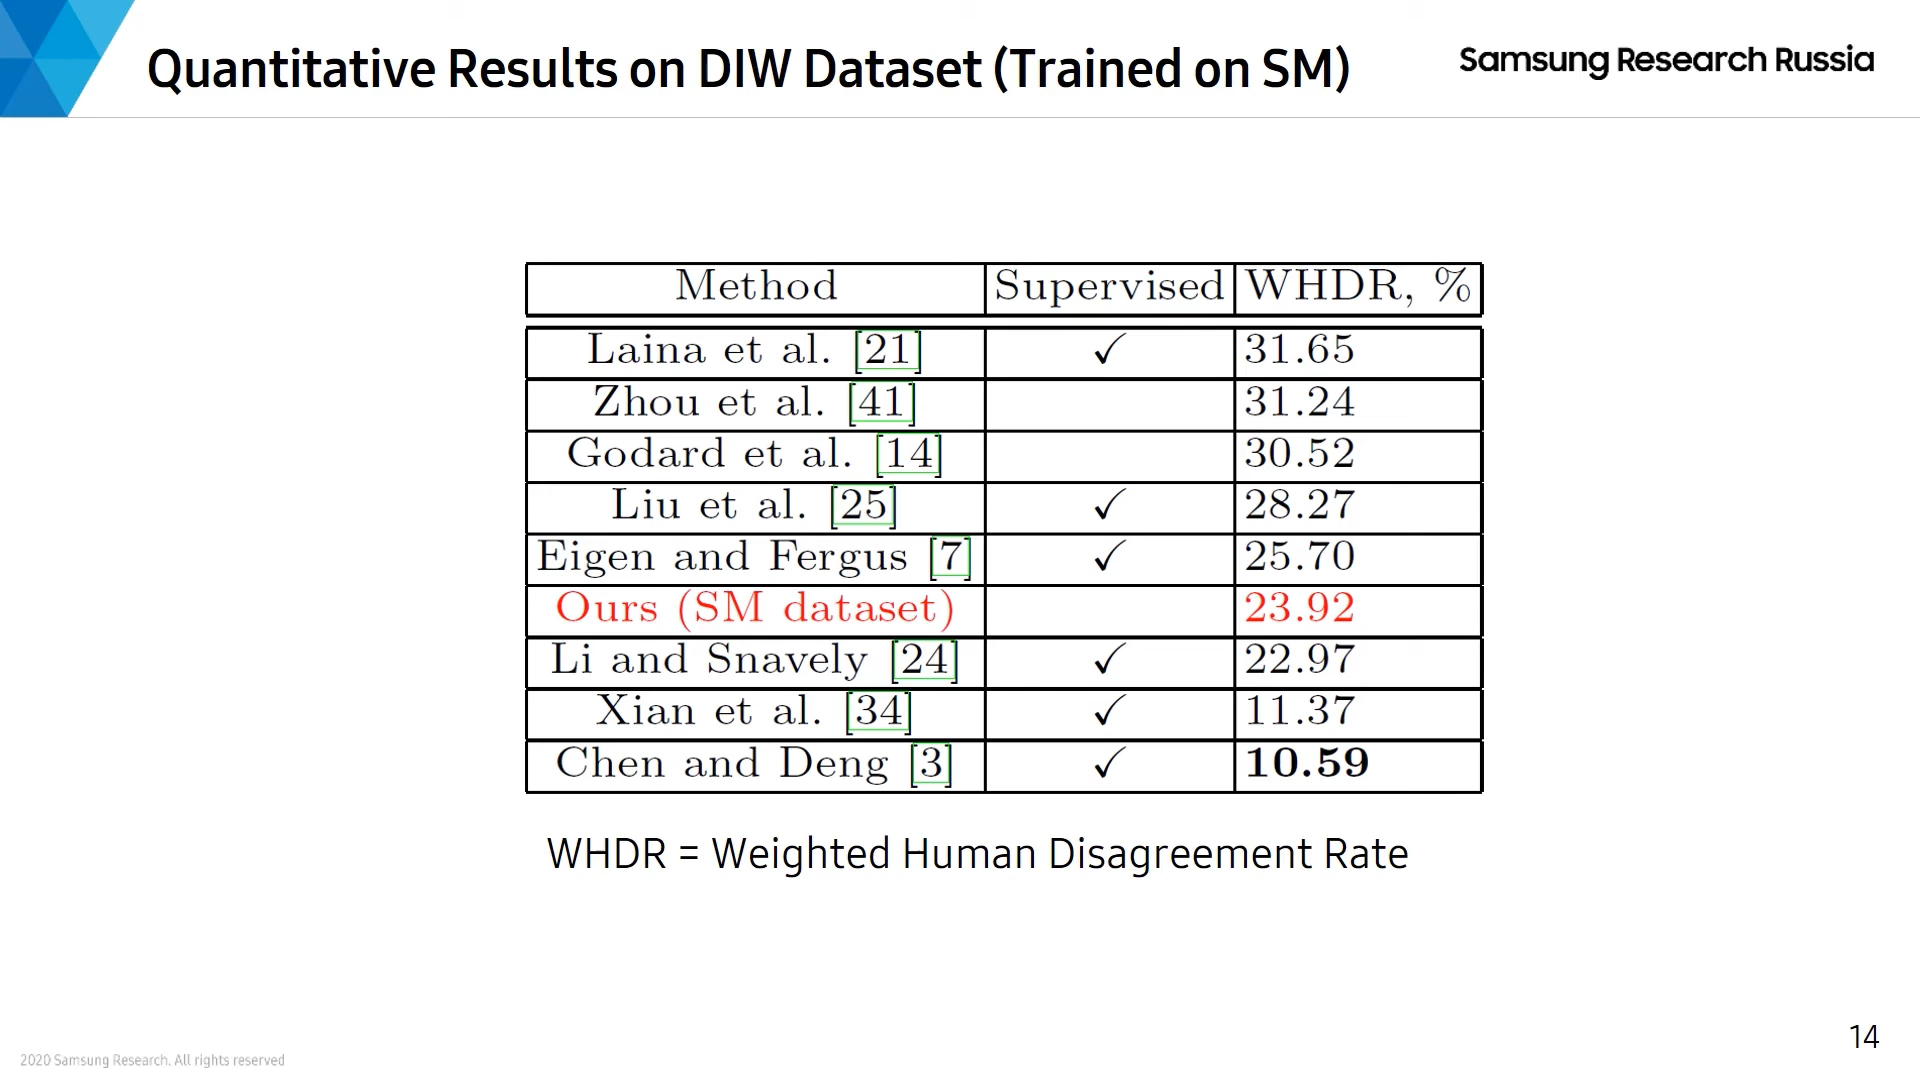 Quantitative Results on DIW Dataset (Trained on SM)
Samsung Research Russia
Method Supervised WHDR, %
Laina et al. [21] ✓ 31.65
Zhou et al. [41] 31.24
Godard et al. [14] 30.52
Liu et al. [25] ✓ 28.27
Eigen and Fergus [7] ✓ 25.70
Ours (SM dataset) 23.92
Li and Snavely [24] ✓ 22.97
Xian et al. [34] ✓ 11.37
Chen and Deng [3] ✓ 10.59
WHDR = Weighted Human Disagreement Rate
14
2020 Samsung Research. All rights reserved